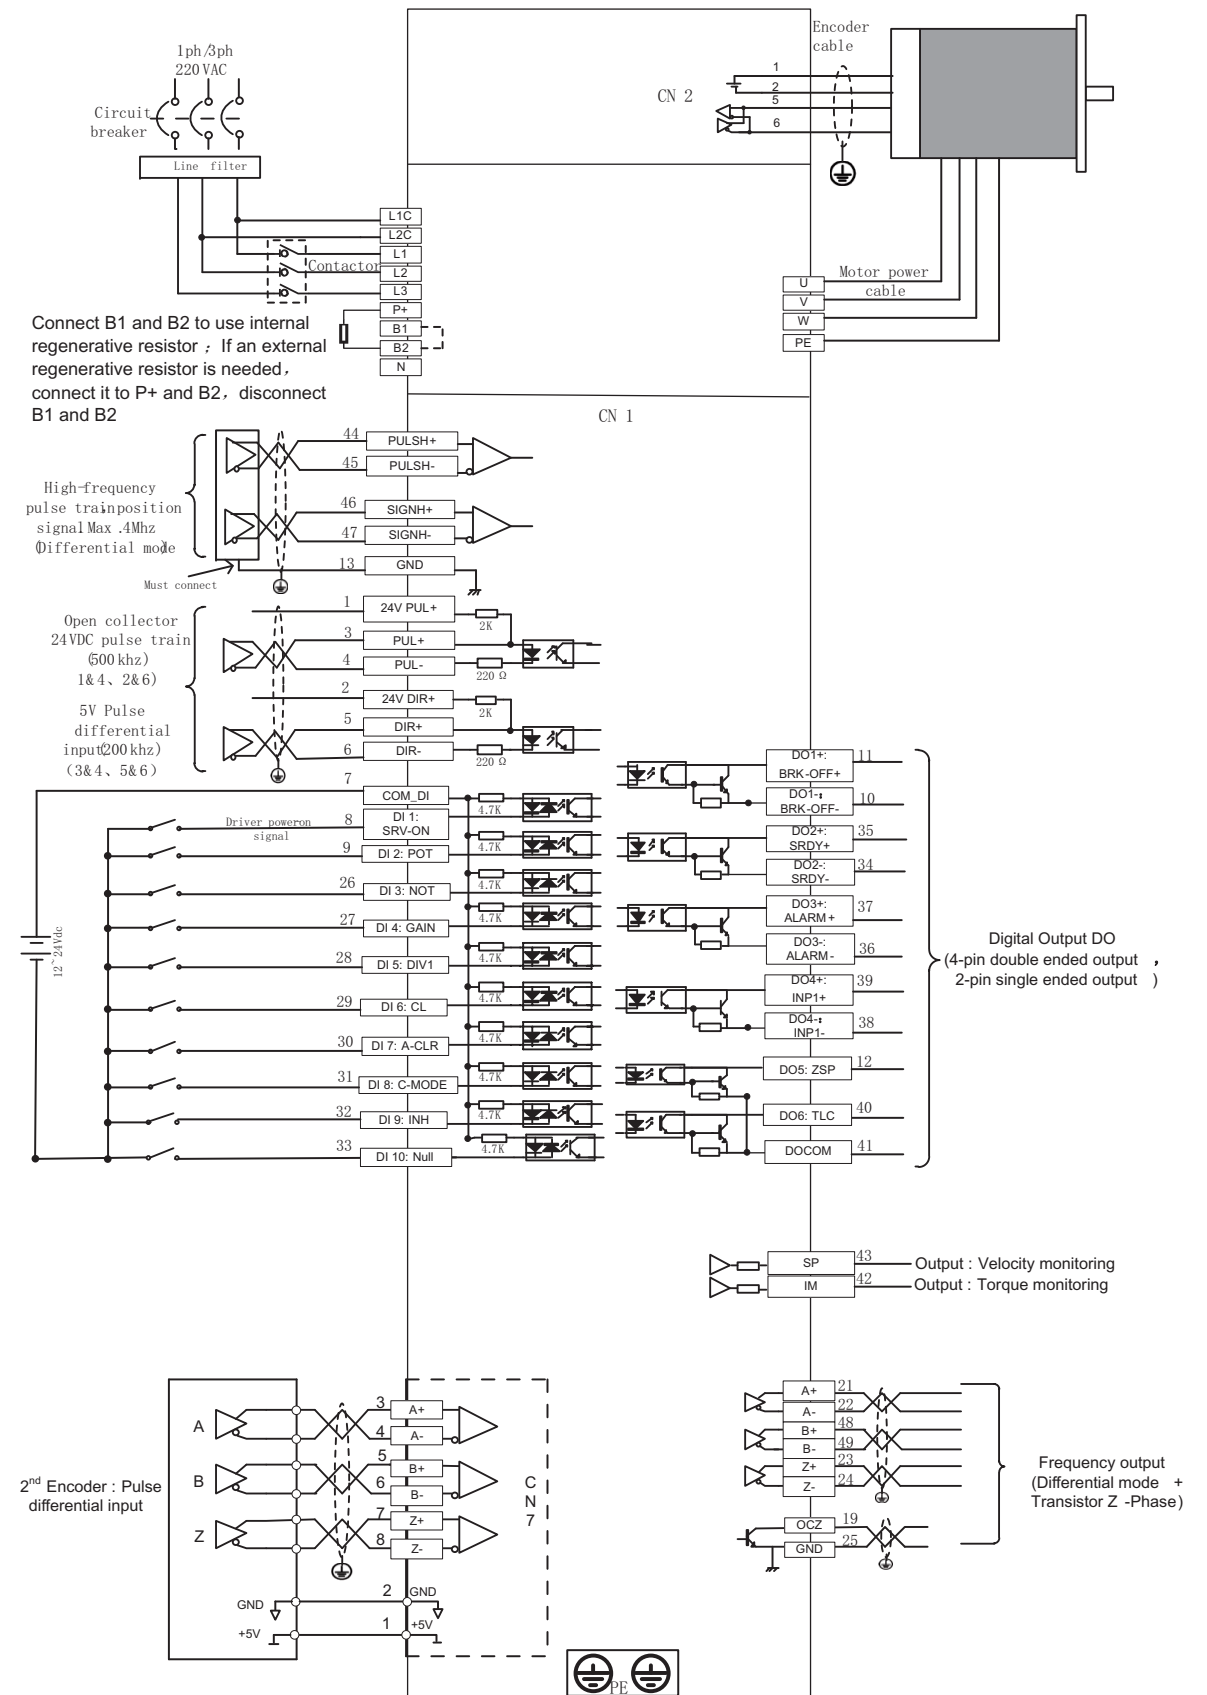 1ph/3ph
220 VAC
Circuit
breaker
Line filter
Encoder
cable
CN 2
1
2
5
6
L1C
L2C
L1
Contactor
L2
L3
P+
B1
B2
N
Connect B1 and B2 to use internal
regenerative resistor ; If an external
regenerative resistor is needed,
connect it to P+ and B2, disconnect
B1 and B2
U
V
W
PE
Motor power
cable
CN 1
High-frequency
pulse train position
signal Max .4Mhz
(Differential mode
Must connect
44 PULSH+
45 PULSH-
46 SIGNH+
47 SIGNH-
13 GND
Open collector
24VDC pulse train
(500 khz)
1&4、2&6)
5V Pulse
differential
input(200 khz)
(3&4、5&6)
1 24V PUL+
2K
3 PUL+
4 PUL-
220 Ω
2 24V DIR+
2K
5 DIR+
6 DIR-
220 Ω
7 COM_DI
4.7K
Driver poweron
signal
8 DI 1:
SRV-ON
4.7K
9 DI 2: POT
4.7K
26 DI 3: NOT
4.7K
27 DI 4: GAIN
4.7K
28 DI 5: DIV1
4.7K
29 DI 6: CL
4.7K
30 DI 7: A-CLR
4.7K
31 DI 8: C-MODE
4.7K
32 DI 9: INH
4.7K
33 DI 10: Null
12~24Vdc
DO1+: 11
BRK-OFF+
DO1-: 10
BRK-OFF-
DO2+: 35
SRDY+
DO2-: 34
SRDY-
DO3+: 37
ALARM+
DO3-: 36
ALARM-
DO4+: 39
INP1+
DO4-: 38
INP1-
DO5: ZSP 12
DO6: TLC 40
DOCOM 41
Digital Output DO
(4-pin double ended output ,
2-pin single ended output )
SP 43 Output : Velocity monitoring
IM 42 Output : Torque monitoring
2nd Encoder : Pulse
differential input
A
B
Z
GND
+5V
3 A+
4 A-
5 B+
6 B-
7 Z+
8 Z-
2 GND
1 +5V
C
N
7
A+ 21
A- 22
B+ 48
B- 49
Z+ 23
Z- 24
OCZ 19
GND 25
Frequency output
(Differential mode +
Transistor Z -Phase)
PE